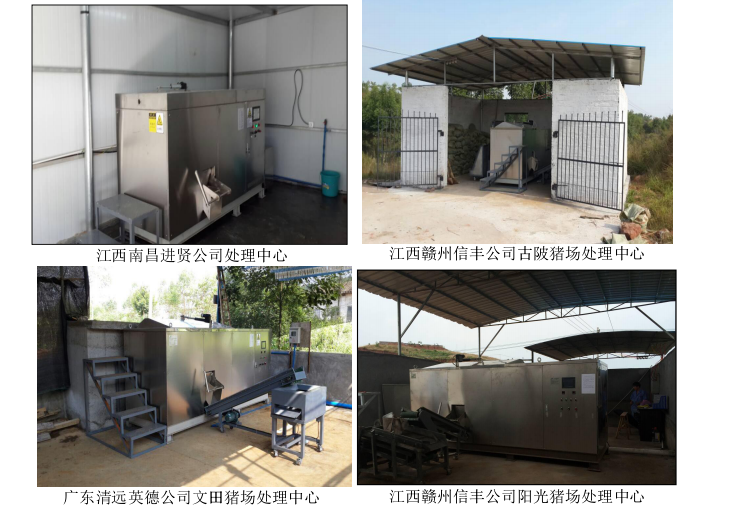 江西南昌进贤公司处理中心
江西赣州信丰公司古陂猪场处理中心
广东清远英德公司文田猪场处理中心
江西赣州信丰公司阳光猪场处理中心